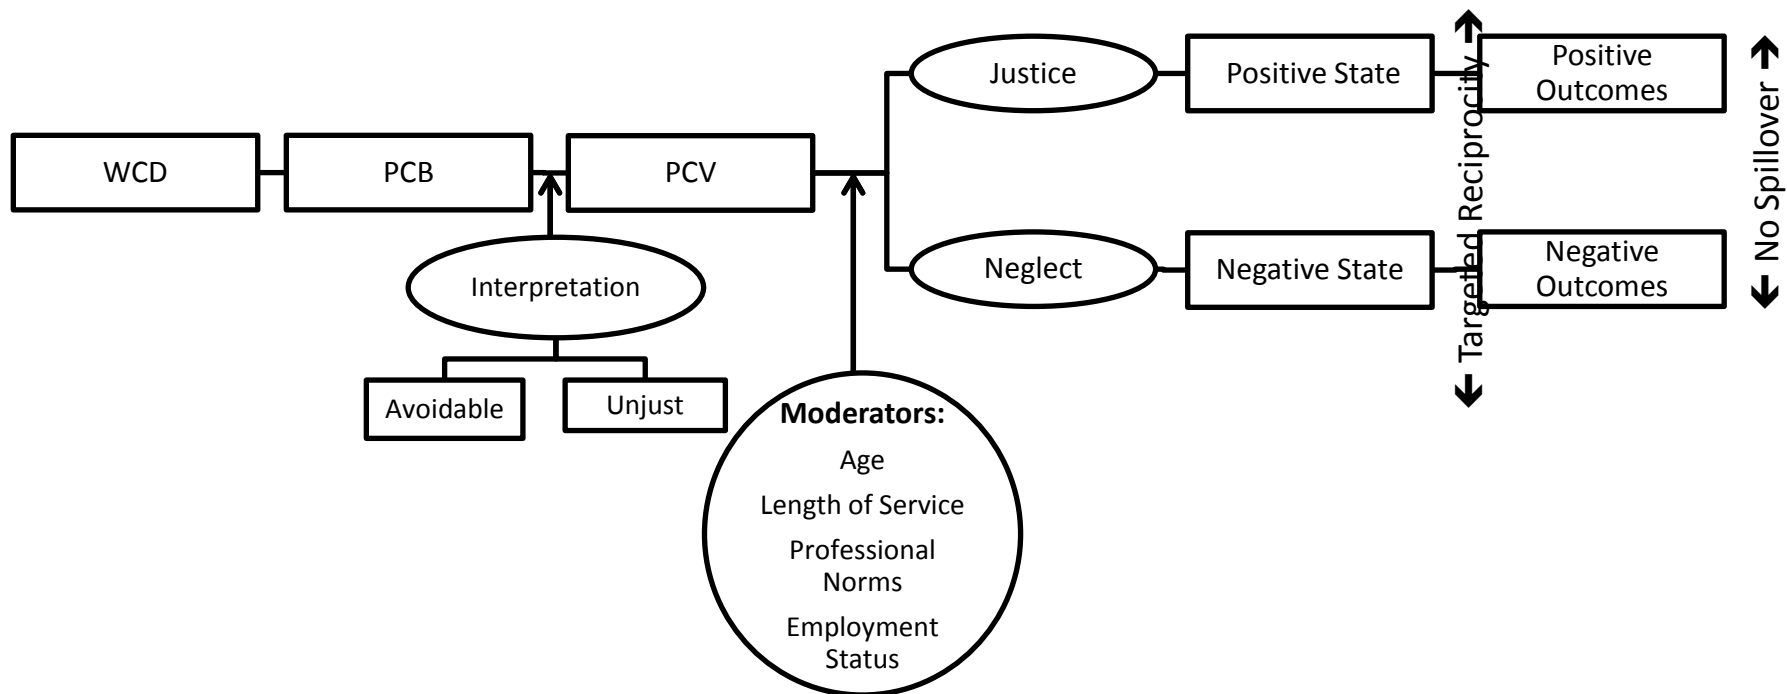 WCD
PCB
PCV
Interpretation
Avoidable
Unjust
Moderators:
Age
Length of Service
Professional
Norms
Employment
Status
Justice
Positive State
Positive
Outcomes
Neglect
Negative State
Negative
Outcomes
← Targeted Reciprocity →
← No Spillover →